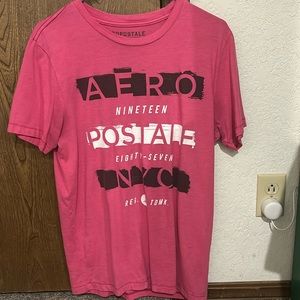 AERO
NINETEEN
POSTALE
EIGHTY-SEVEN
NYC